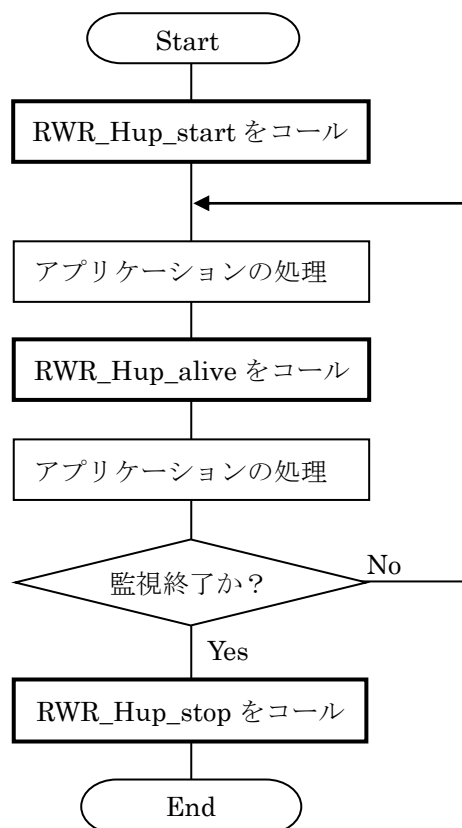 Start
RWR_Hup_start をコール
アプリケーションの処理
RWR_Hup_alive をコール
アプリケーションの処理
監視終了か？
No
Yes
RWR_Hup_stop をコール
End